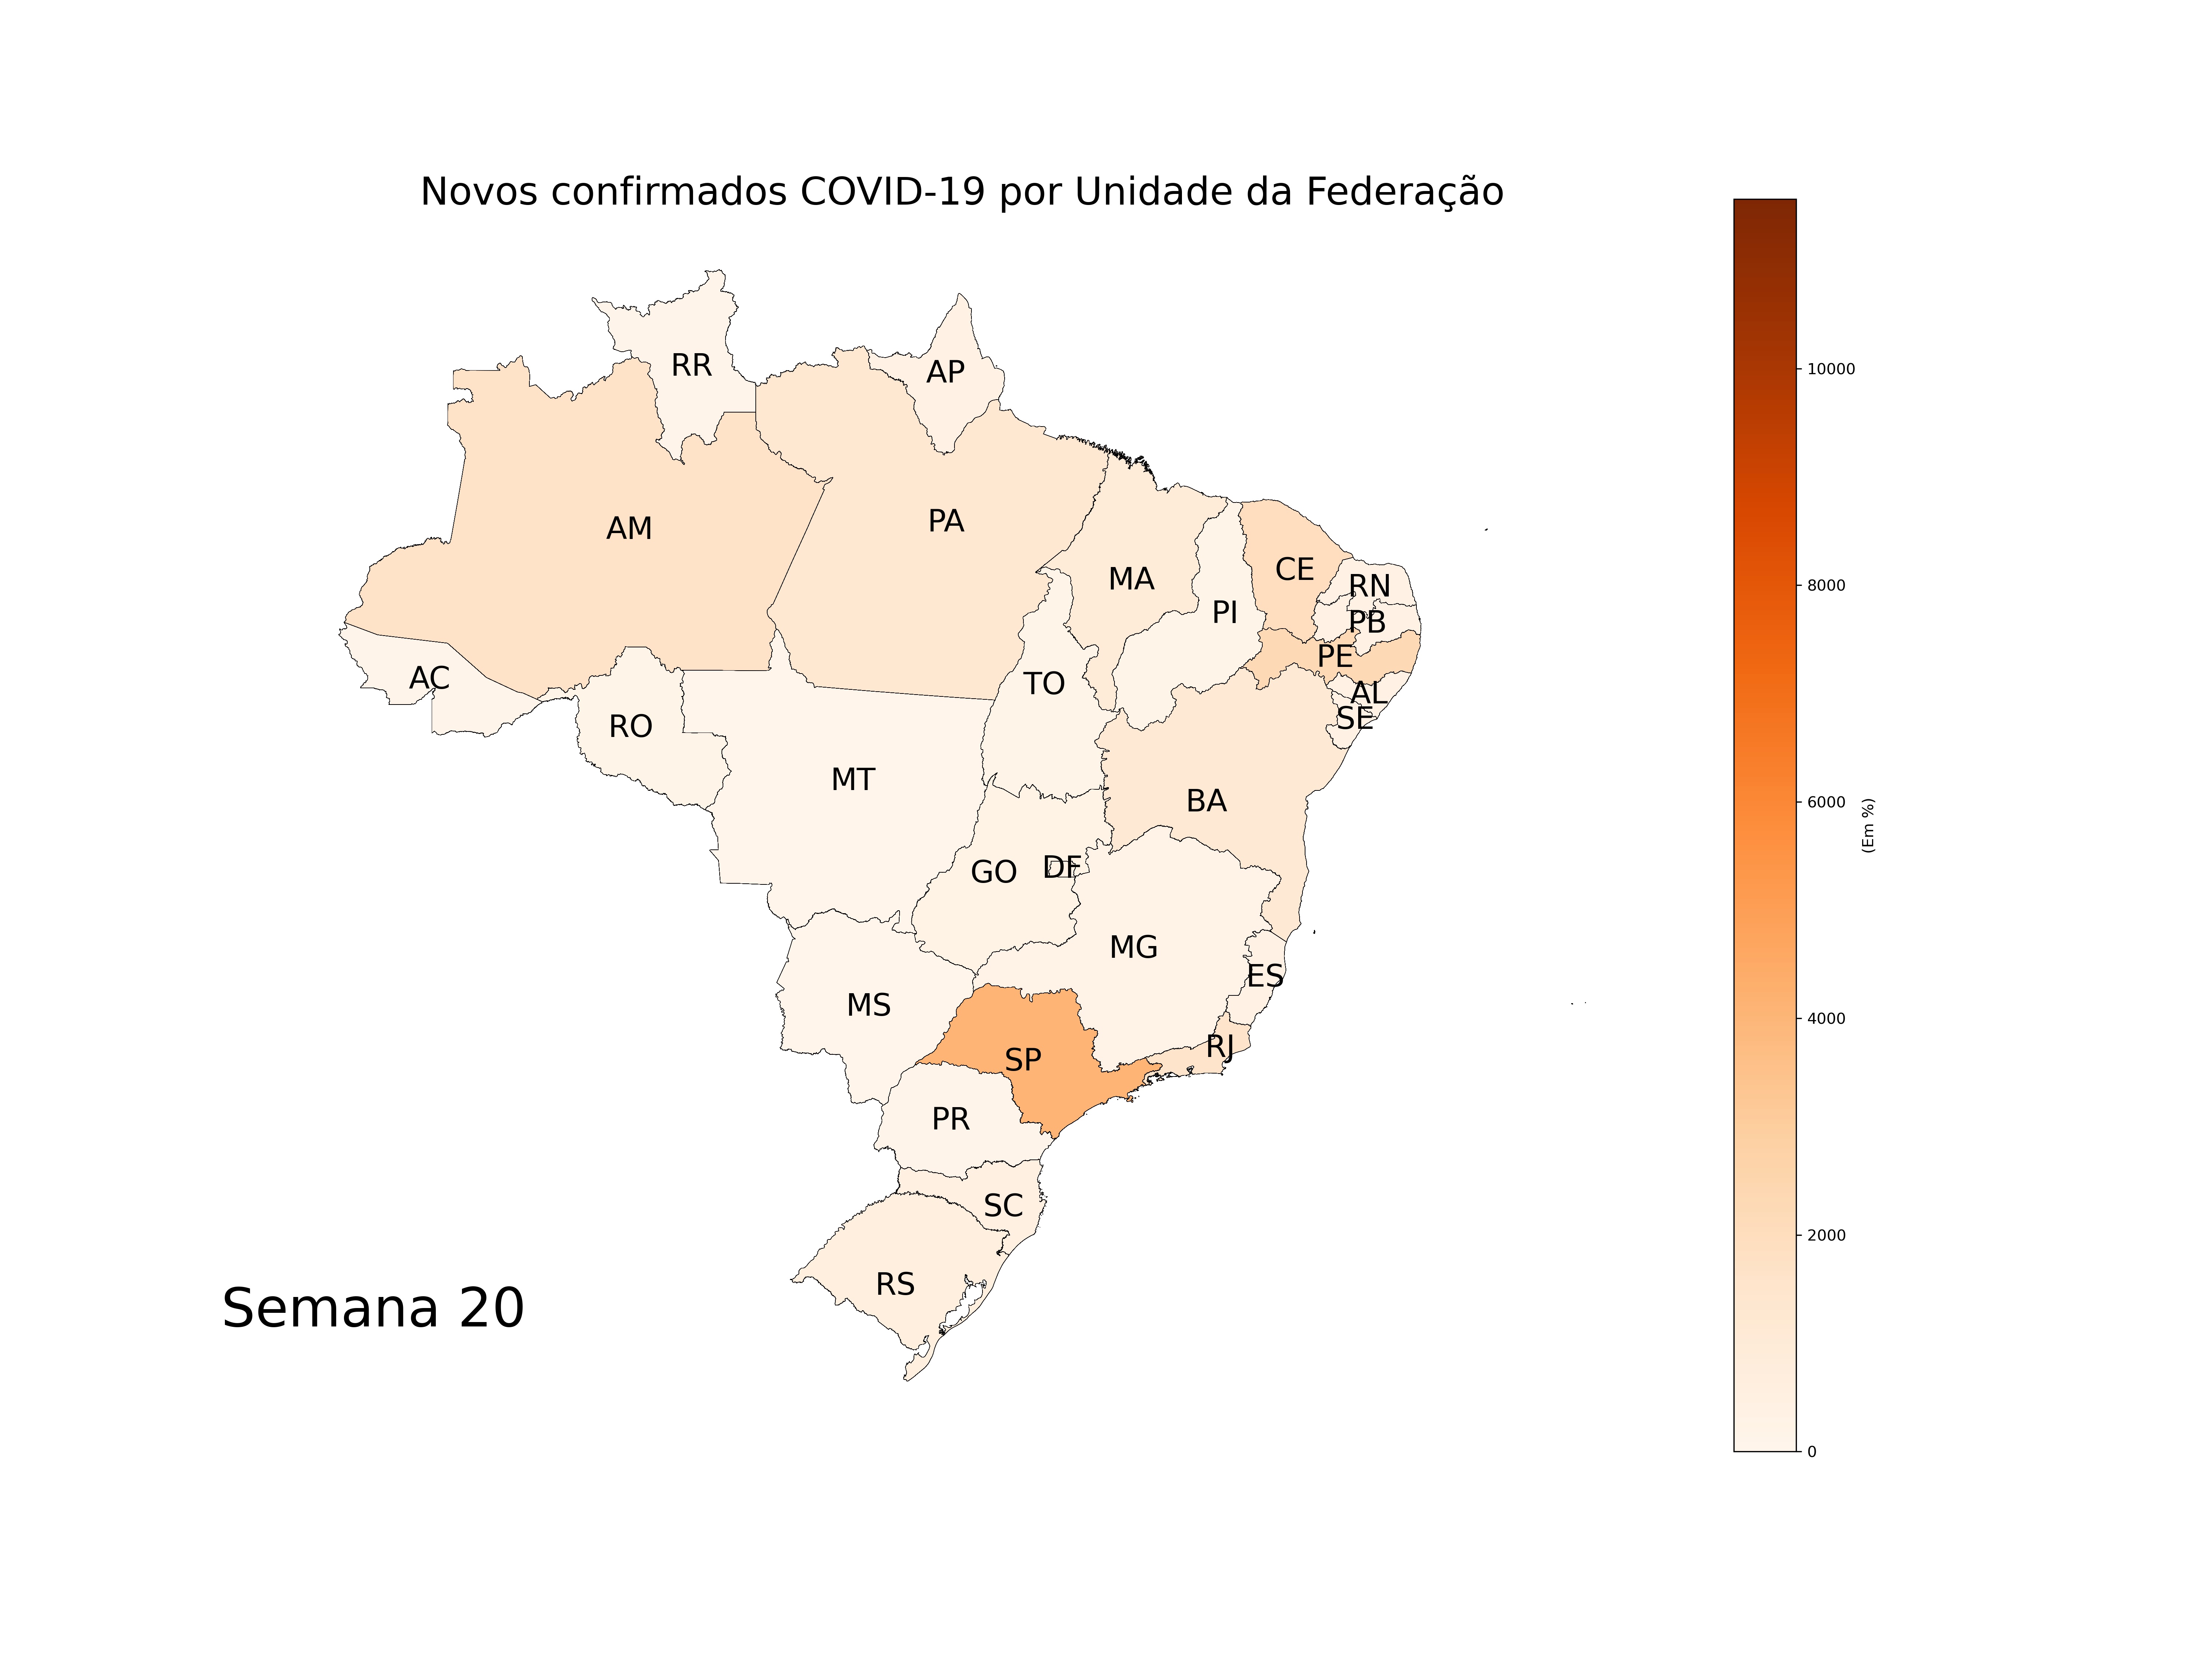 Novos confirmados COVID-19 por Unidade da Federação
RR
AP
10000
AM
PA
CE
MA
RN
8000
PI
PB
PE
AC
TO
AL
RO
SE
MT
BA
6000
(Em %)
GO
DF
MG
ES
MS
4000
RJ
SP
PR
SC
2000
RS
Semana 20
0